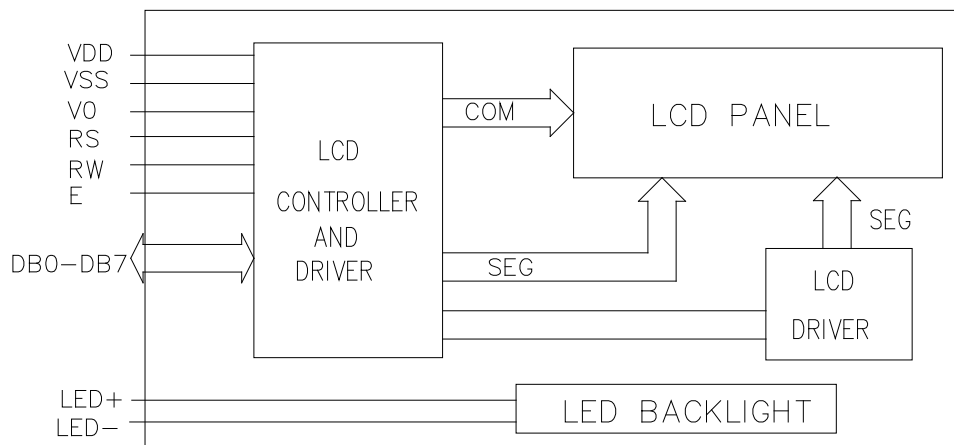 VDD
VSS
VO
RS
RW
E
DB0-DB7
LED+
LED-
LCD
CONTROLLER
AND
DRIVER
COM
SEG
LCD PANEL
SEG
LCD
DRIVER
LED BACKLIGHT